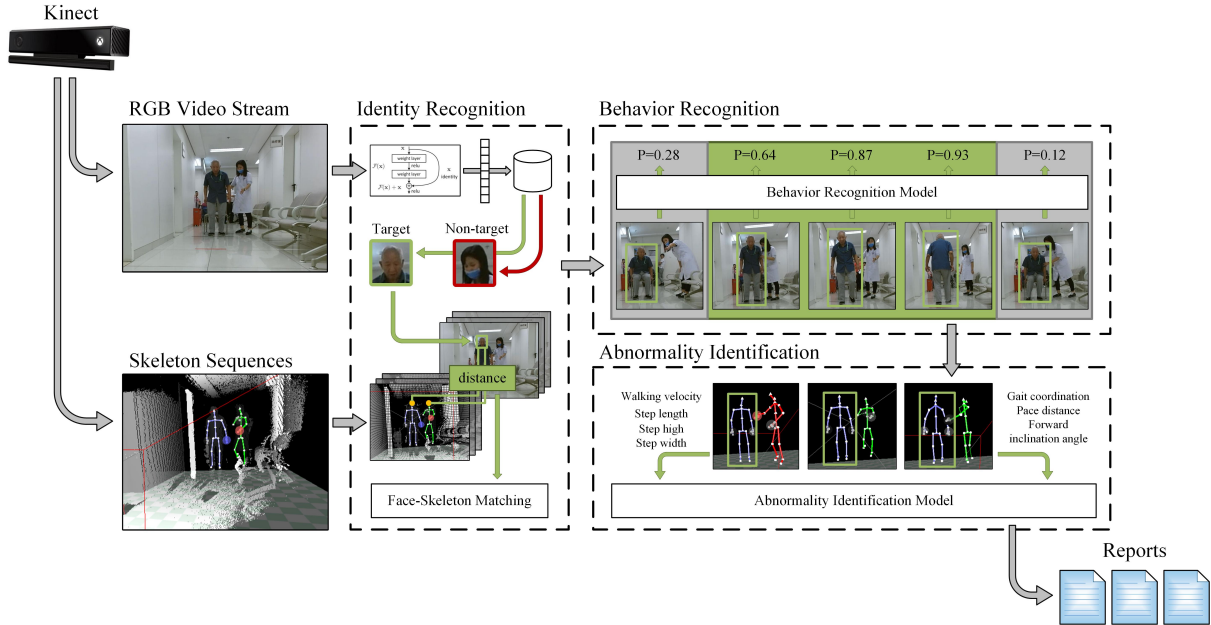 Kinect
RGB Video Stream
Identity Recognition
x
weight layer
F(x)
relu
x
weight layer
identity
F(x) + x
relu
Target
Non-target
distance
Face-Skeleton Matching
Skeleton Sequences
Behavior Recognition
P=0.28
P=0.64
P=0.87
P=0.93
P=0.12
Behavior Recognition Model
Abnormality Identification
Walking velocity
Step length
Step high
Step width
Gait coordination
Pace distance
Forward
inclination angle
Abnormality Identification Model
Reports